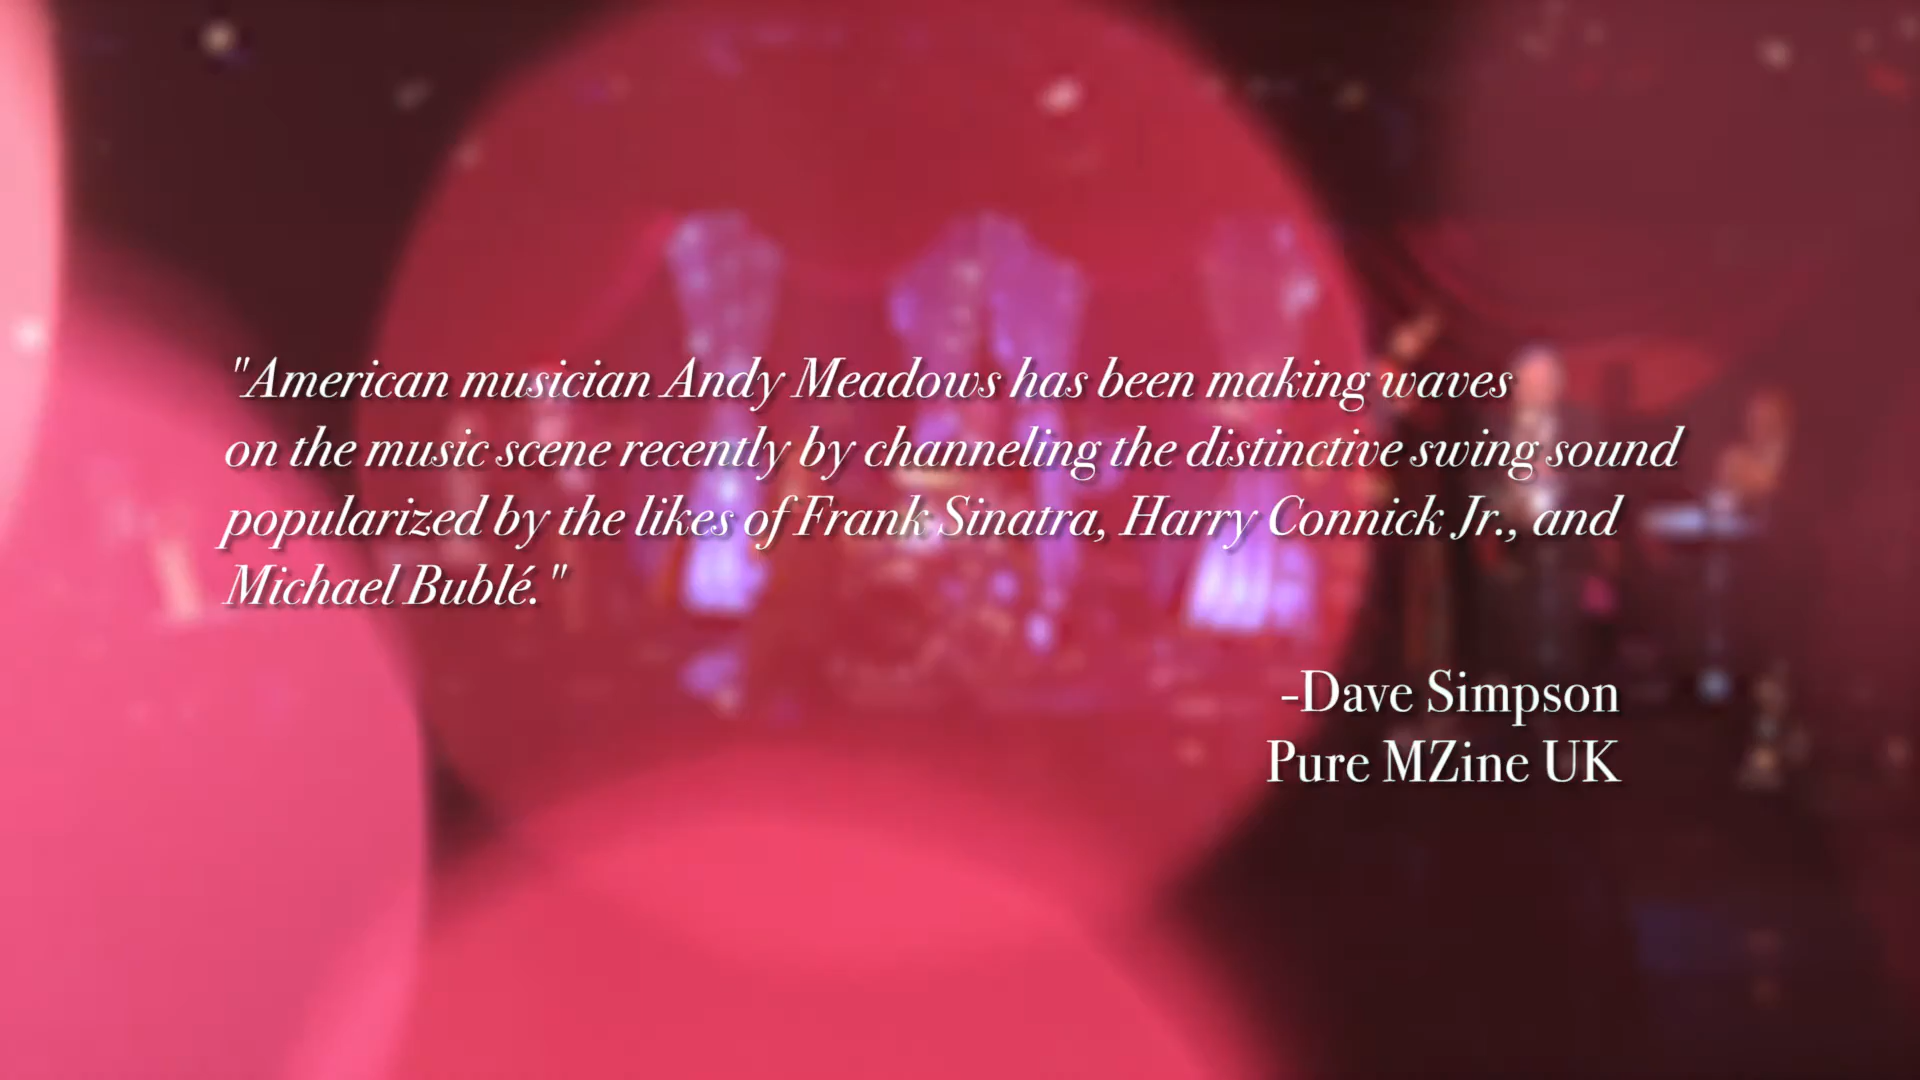 "American musician Andy Meadows has been making waves
on the music scene recently by channeling the distinctive swing sound
popularized by the likes of Frank Sinatra, Harry Connick Jr., and
Michael Bublé."
-Dave Simpson
Pure MZine UK